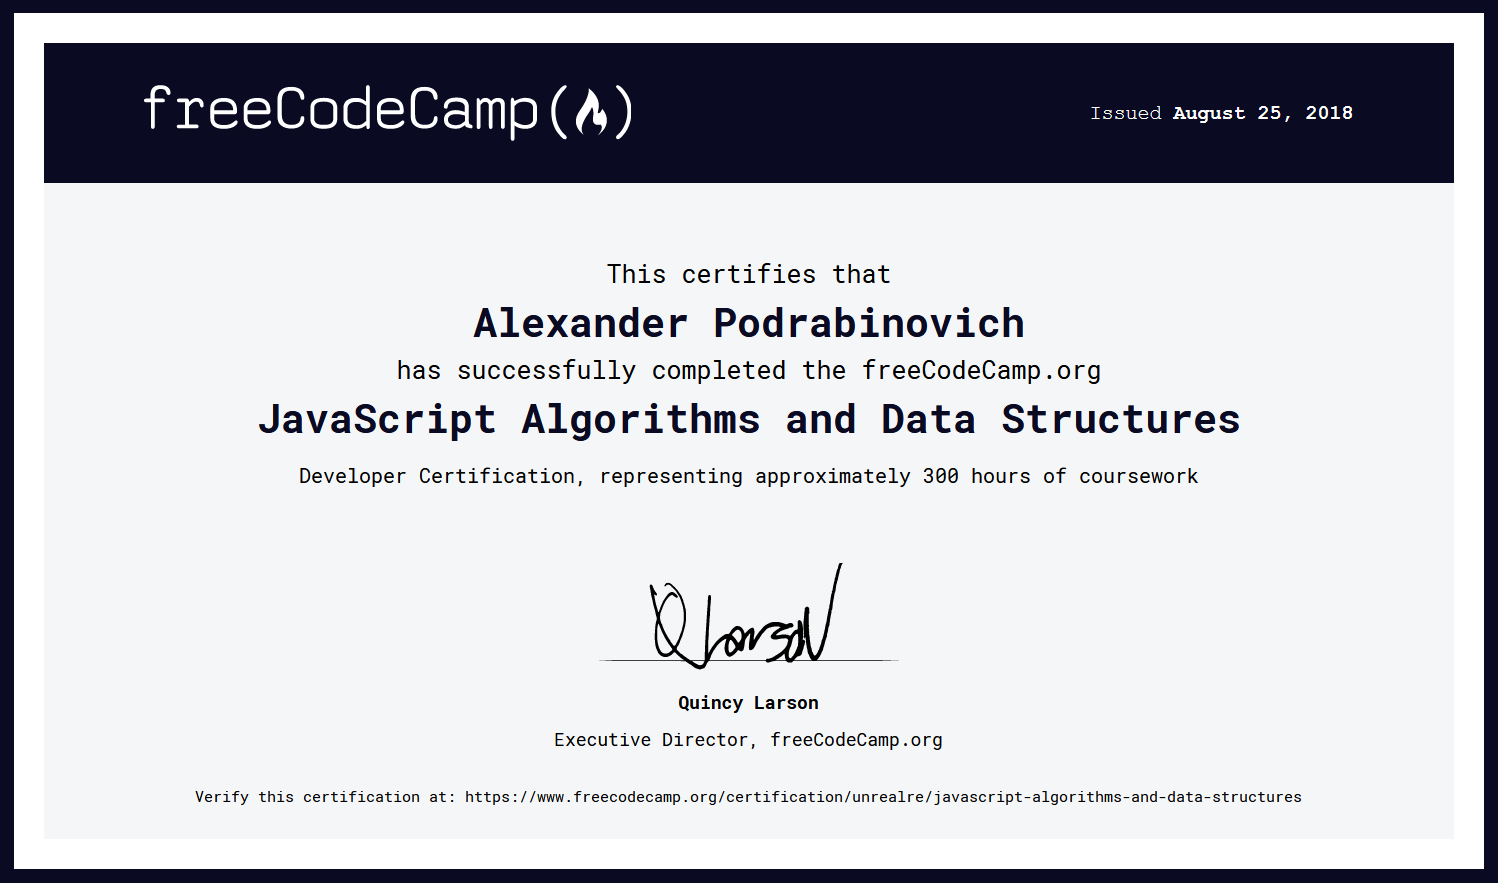 freeCodeCamp(🔥)
Issued August 25, 2018
This certifies that
Alexander Podrabinovich
has successfully completed the freeCodeCamp.org
JavaScript Algorithms and Data Structures
Developer Certification, representing approximately 300 hours of coursework
Q Larson
Quincy Larson
Executive Director, freeCodeCamp.org
Verify this certification at: https://www.freecodecamp.org/certification/unrealre/javascript-algorithms-and-data-structures